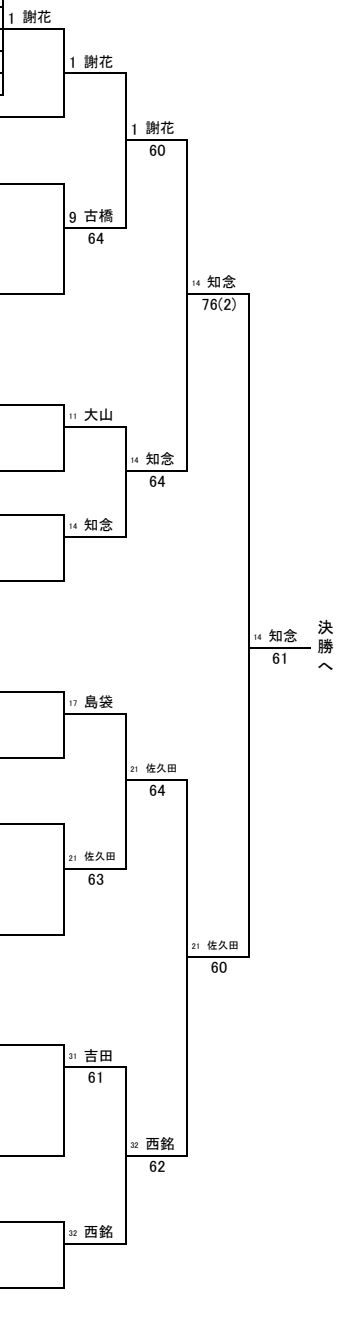 1 謝花
1 謝花
1 謝花
60
9 古橋
64
14 知念
76(2)
11 大山
14 知念
64
14 知念
14 知念
61
決勝へ
17 島袋
21 佐久田
64
21 佐久田
63
21 佐久田
60
31 吉田
61
32 西銘
62
32 西銘